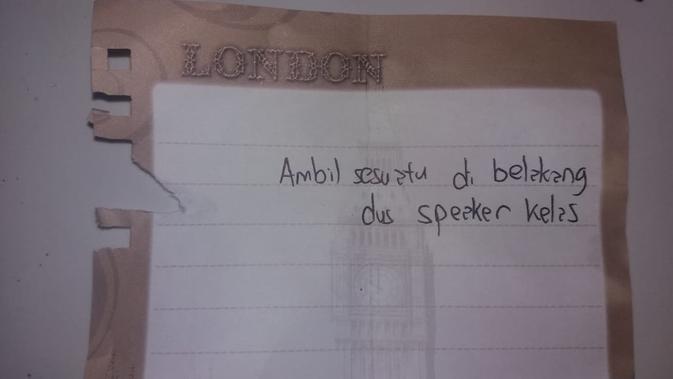 LONDON
Ambil sesuatu di belakang
dus speaker kelas